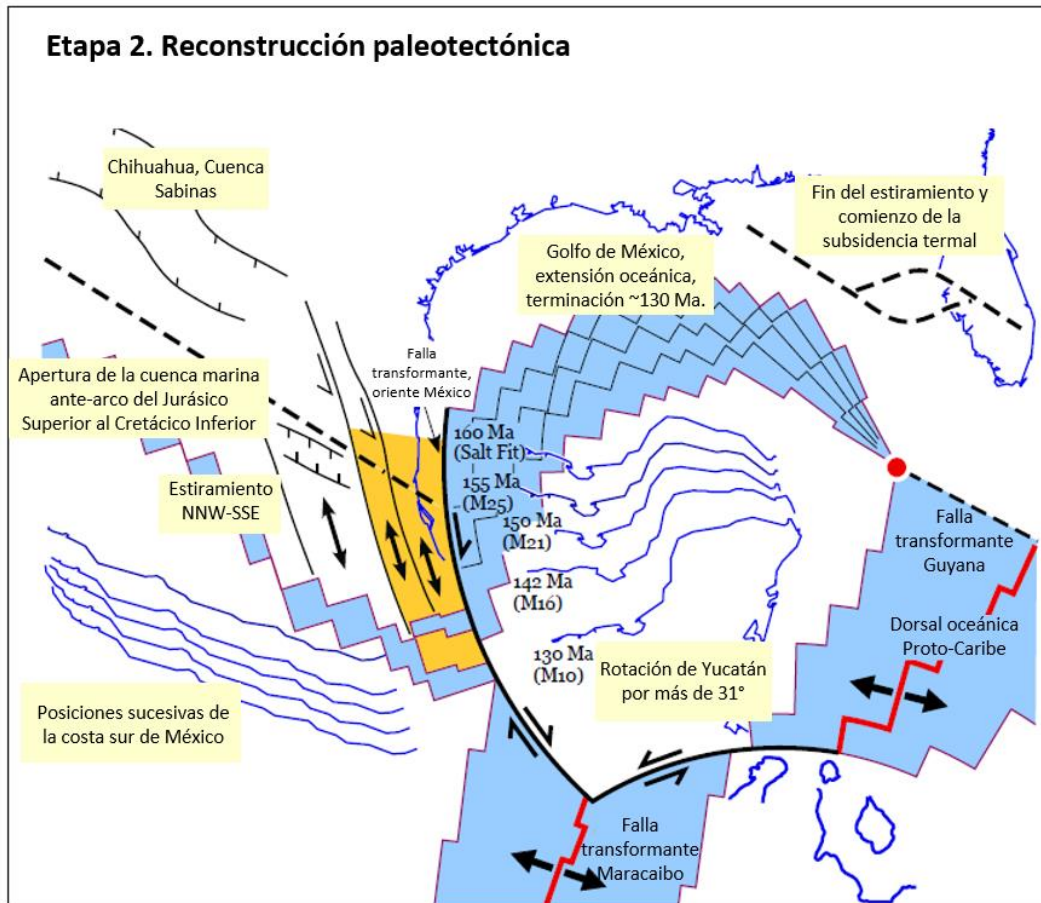 Etapa 2. Reconstrucción paleotectónica
Chihuahua, Cuenca
Sabinas
Fin del estiramiento y
comienzo de la
subsidencia termal
Golfo de México,
extensión oceánica,
terminación ~130 Ma.
Falla
transformante,
oriente México
Apertura de la cuenca marina
ante-arco del Jurásico
Superior al Cretácico Inferior
160 Ma
(Salt Fit)
155 Ma
(M25)
Estiramiento
NNW-SSE
150 Ma
(M21)
Falla
transformante
Guyana
142 Ma
(M16)
Dorsal oceánica
Proto-Caribe
130 Ma
(M10)
Rotación de Yucatán
por más de 31°
Posiciones sucesivas de
la costa sur de México
Falla
transformante
Maracaibo